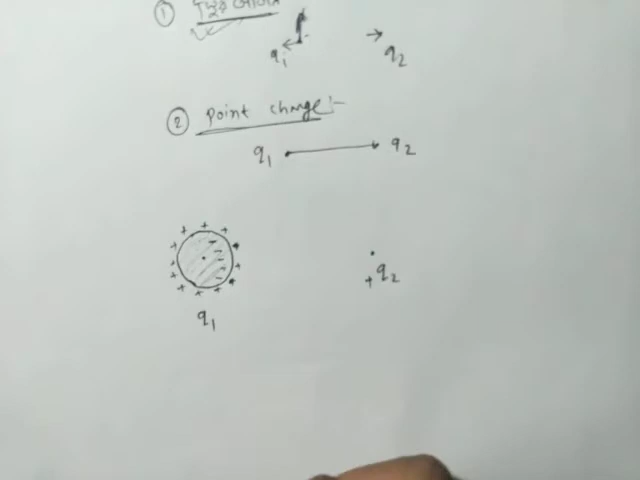 ①
q₁ q₂
② Point charge:-
q₁ q₂
+ + + + + + + + + + +
q₁
+ q₂